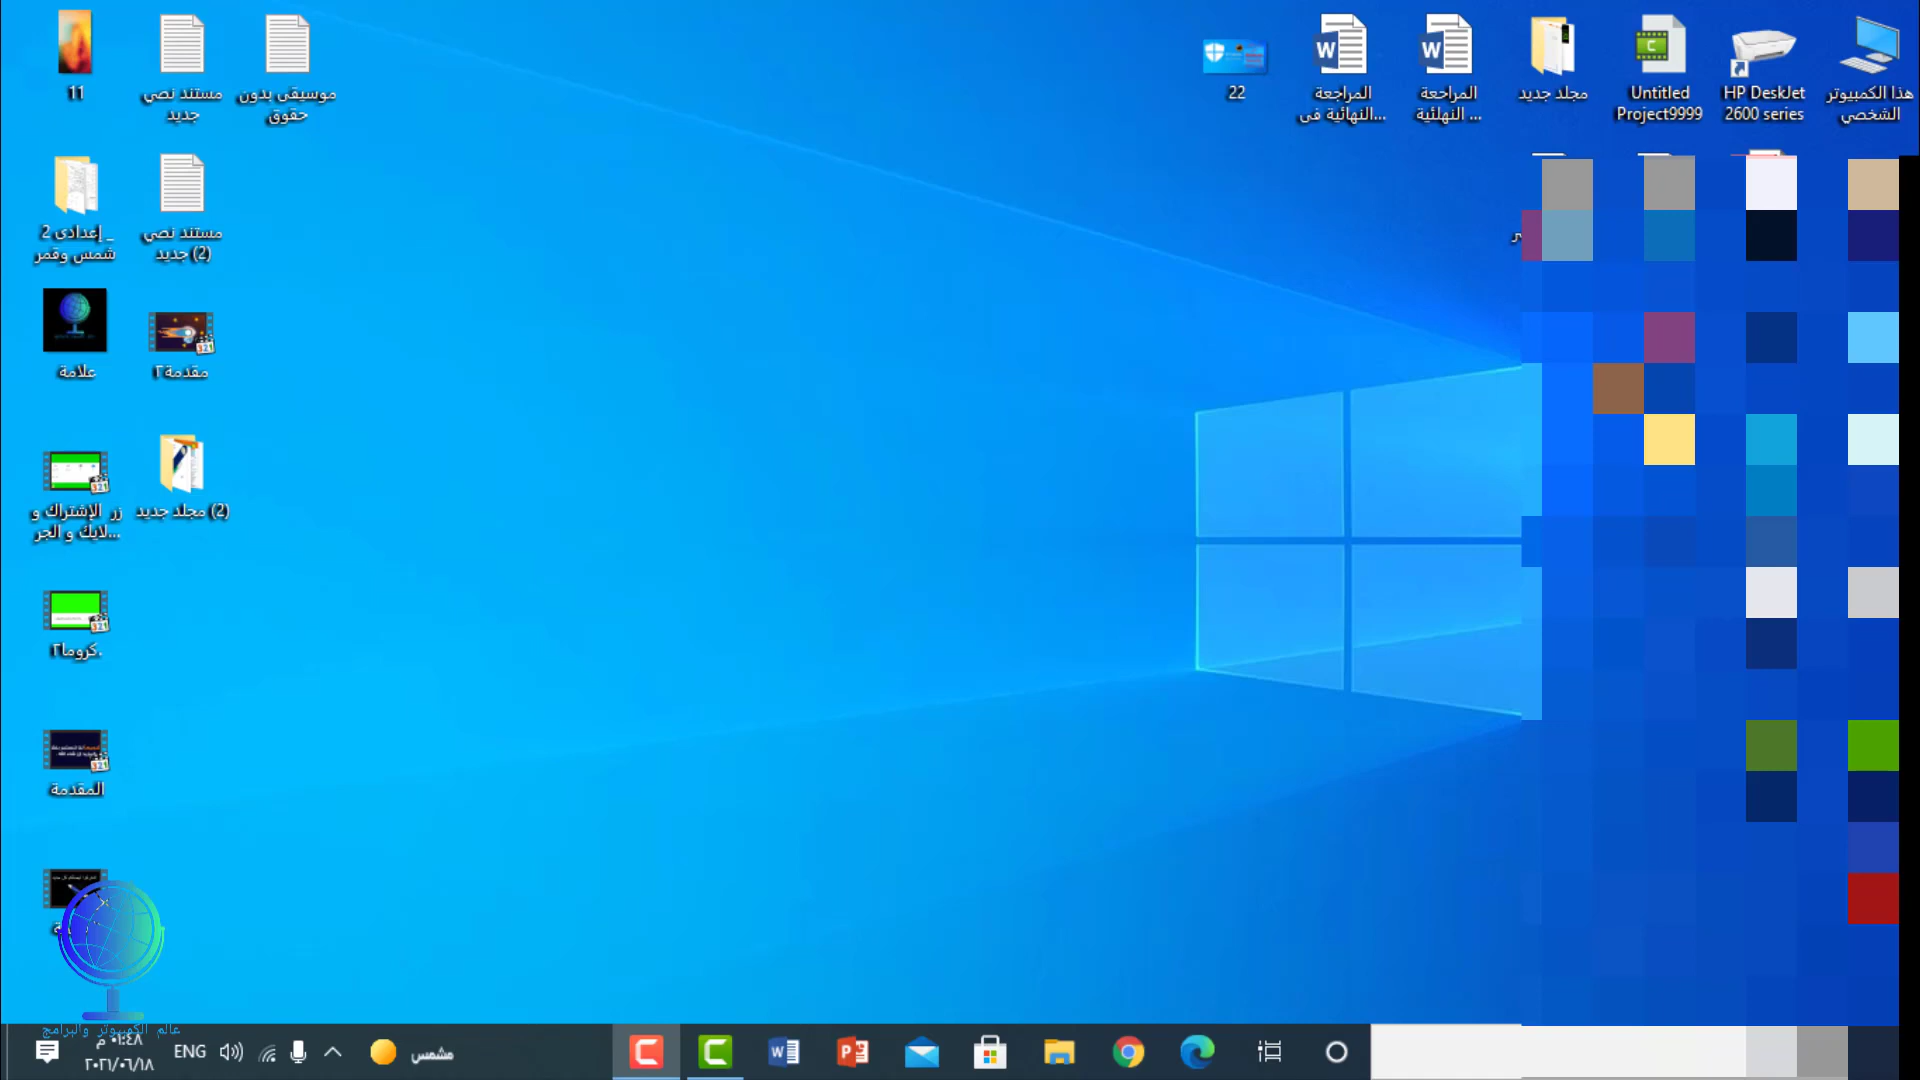 هذا الكمبيوتر
الشخصي
HP DeskJet
2600 series
Untitled
Project9999
مجلد جديد
المراجعة
النهلئية ...
المراجعة
النهائية فى...
22
موسيقى بدون
حقوق
مستند نصي
جديد
11
مستند نصي
جديد (2)
_ إعدادى 2
شمس وقمر
مقدمة٢
علامة
مجلد جديد (2)
زر الإشتراك و
لايك و الجر...
كروما٢.
المقدمة
عالم الكمبيوتر والبرامج
ENG
٠١:٤٨ م
٢٠٢١/٠٦/١٨
مشمس